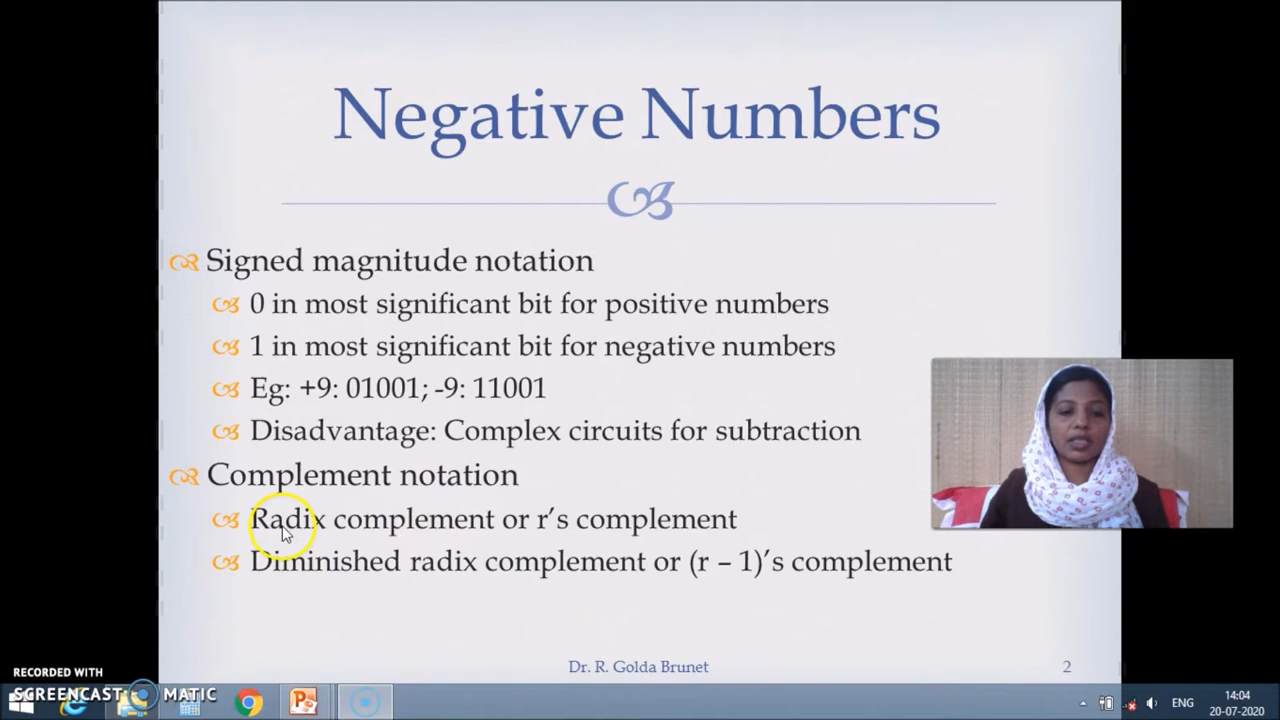 Negative Numbers
Signed magnitude notation
0 in most significant bit for positive numbers
1 in most significant bit for negative numbers
Eg: +9: 01001; -9: 11001
Disadvantage: Complex circuits for subtraction
Complement notation
Radix complement or r's complement
Diminished radix complement or (r – 1)'s complement
Dr. R. Golda Brunet
2
RECORDED WITH
SCREENCAST MATIC
ENG
14:04
20-07-2020